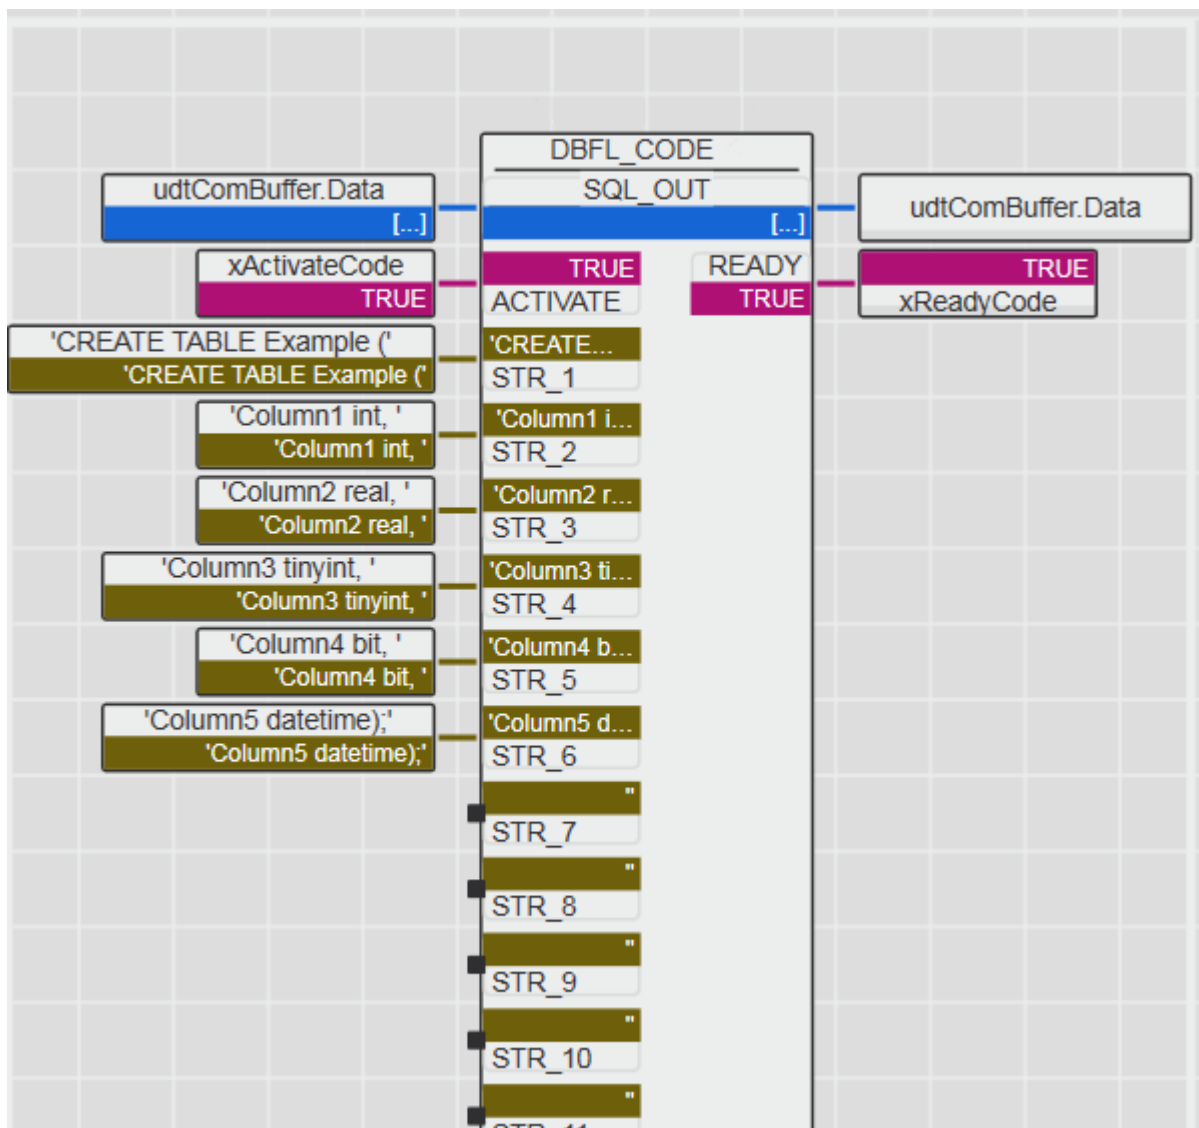 DBFL_CODE
udtComBuffer.Data
[...]
SQL_OUT
[...]
udtComBuffer.Data
xActivateCode
TRUE
TRUE
ACTIVATE
READY
TRUE
TRUE
xReadyCode
'CREATE TABLE Example ('
'CREATE TABLE Example ('
'CREATE...
STR_1
'Column1 int, '
'Column1 int, '
'Column1 i...
STR_2
'Column2 real, '
'Column2 real, '
'Column2 r...
STR_3
'Column3 tinyint, '
'Column3 tinyint, '
'Column3 ti...
STR_4
'Column4 bit, '
'Column4 bit, '
'Column4 b...
STR_5
'Column5 datetime);'
'Column5 datetime);'
'Column5 d...
STR_6
''
STR_7
''
STR_8
''
STR_9
''
STR_10
''